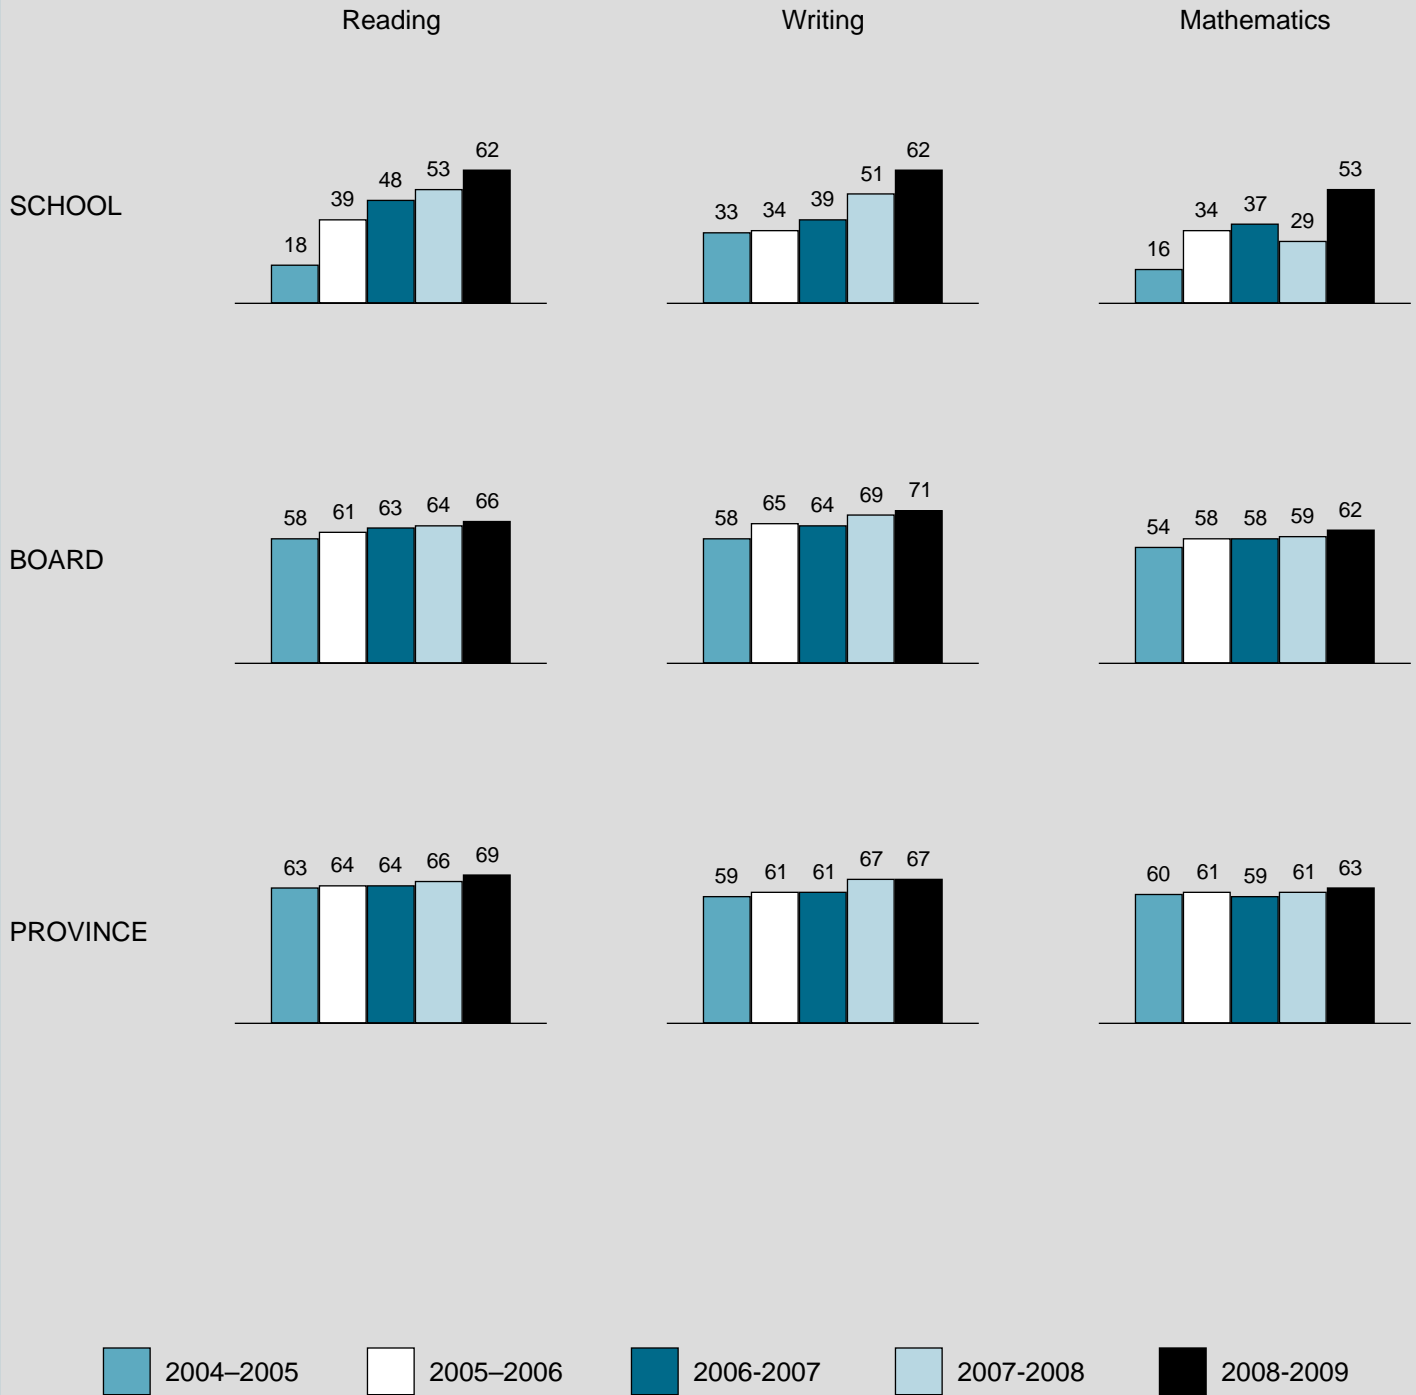 Reading Writing Mathematics
SCHOOL
18 39 48 53 62
33 34 39 51 62
16 34 37 29 53
BOARD
58 61 63 64 66
58 65 64 69 71
54 58 58 59 62
PROVINCE
63 64 64 66 69
59 61 61 67 67
60 61 59 61 63
2004–2005 2005–2006 2006-2007 2007-2008 2008-2009